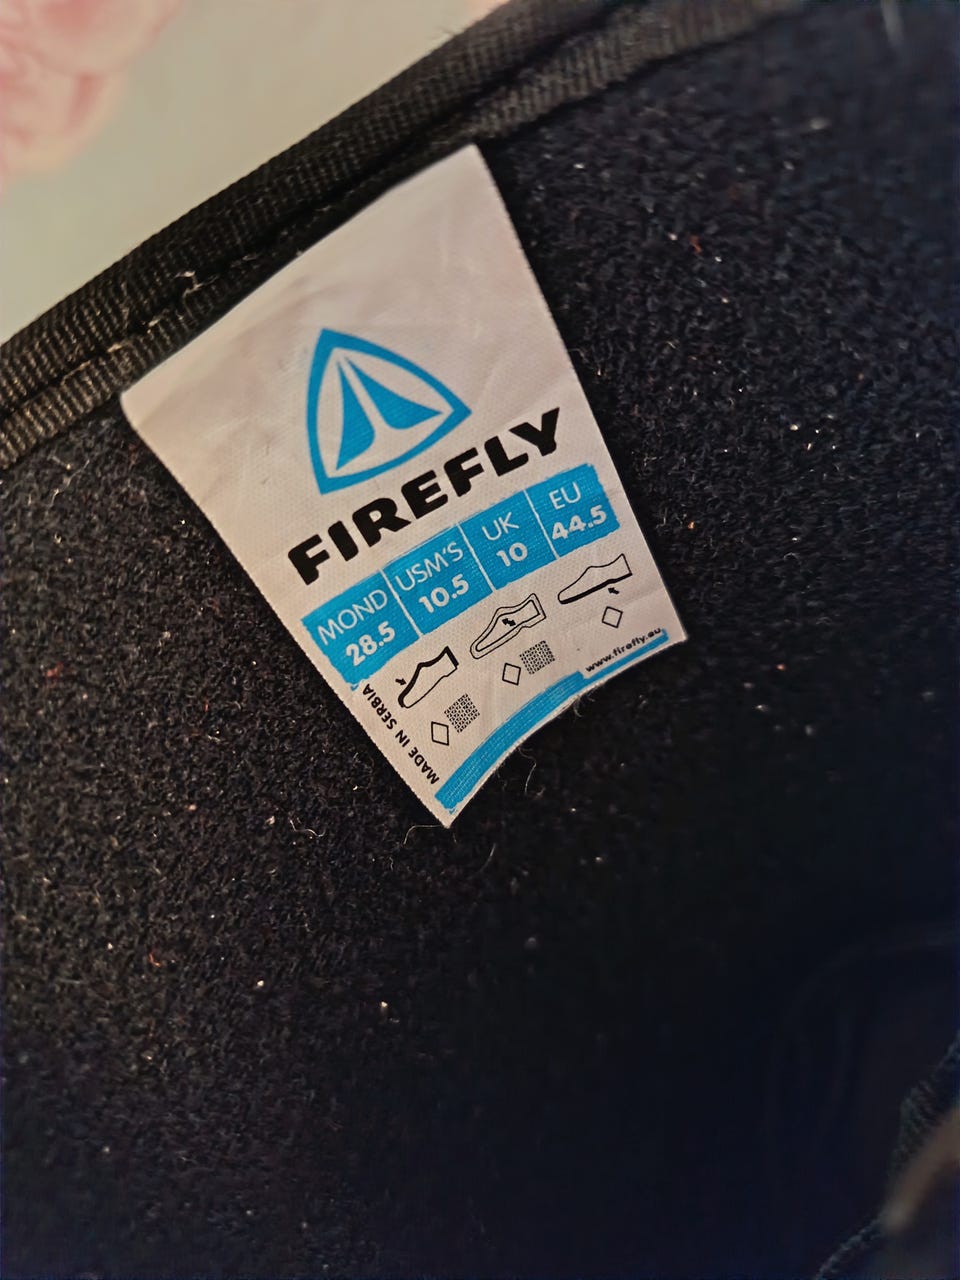 FIREFLY
MOND USM'S UK EU
28.5 10.5 10 44.5
www.firefly.eu
MADE IN SERBIA